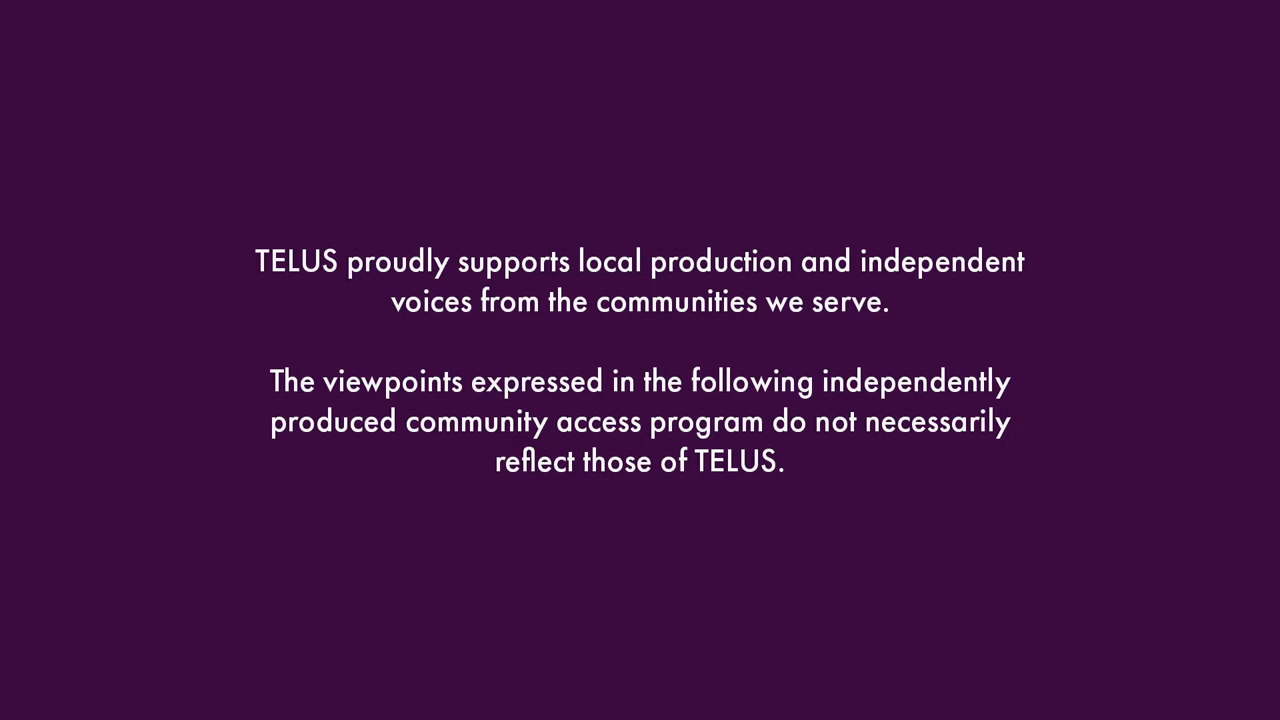 TELUS proudly supports local production and independent
voices from the communities we serve.
The viewpoints expressed in the following independently
produced community access program do not necessarily
reflect those of TELUS.